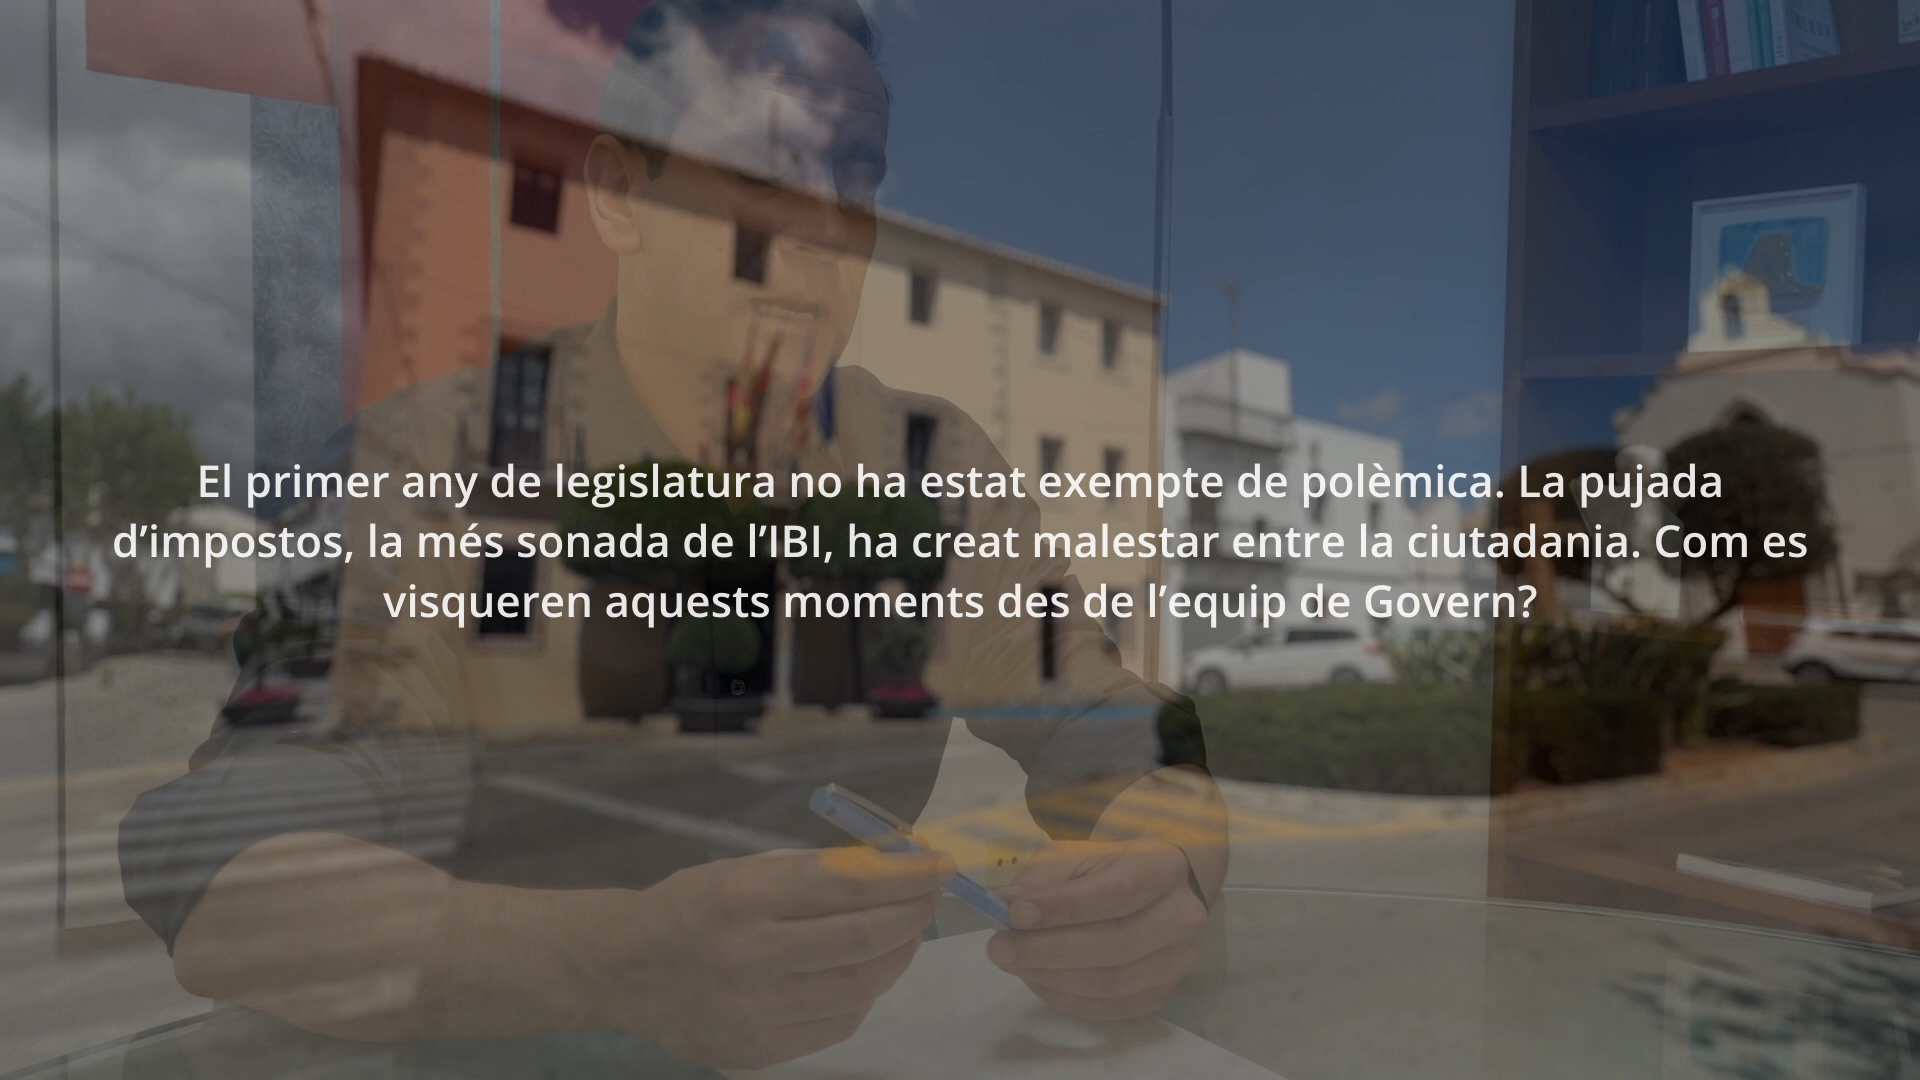 El primer any de legislatura no ha estat exempte de polèmica. La pujada
d’impostos, la més sonada de l’IBI, ha creat malestar entre la ciutadania. Com es
visqueren aquests moments des de l’equip de Govern?